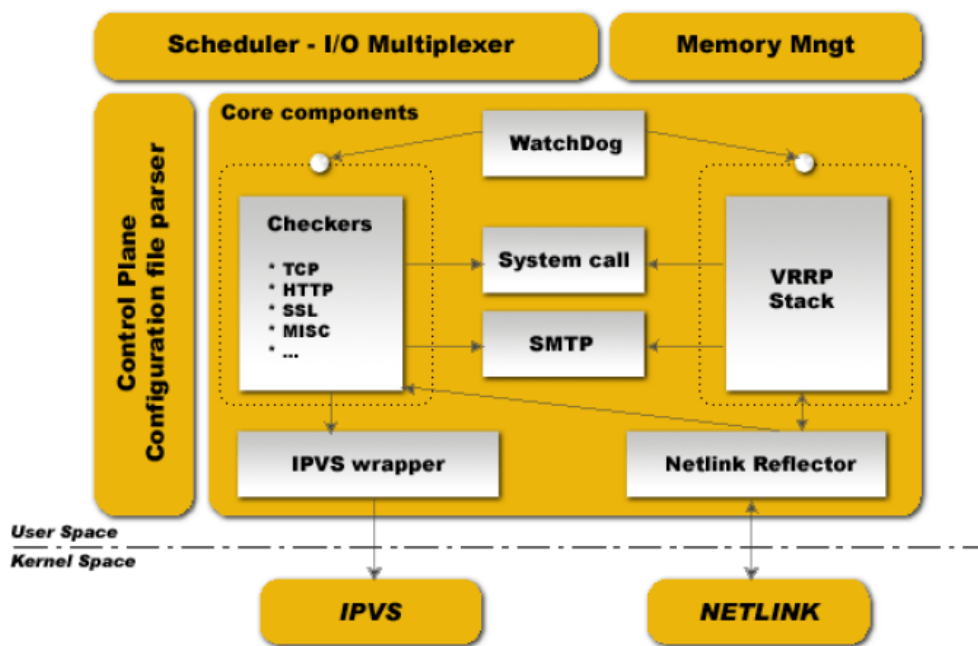 Scheduler - I/O Multiplexer
Memory Mngt
Control Plane
Configuration file parser
Core components
WatchDog
Checkers
* TCP
* HTTP
* SSL
* MISC
* ...
System call
SMTP
VRRP
Stack
IPVS wrapper
Netlink Reflector
User Space
Kernel Space
IPVS
NETLINK